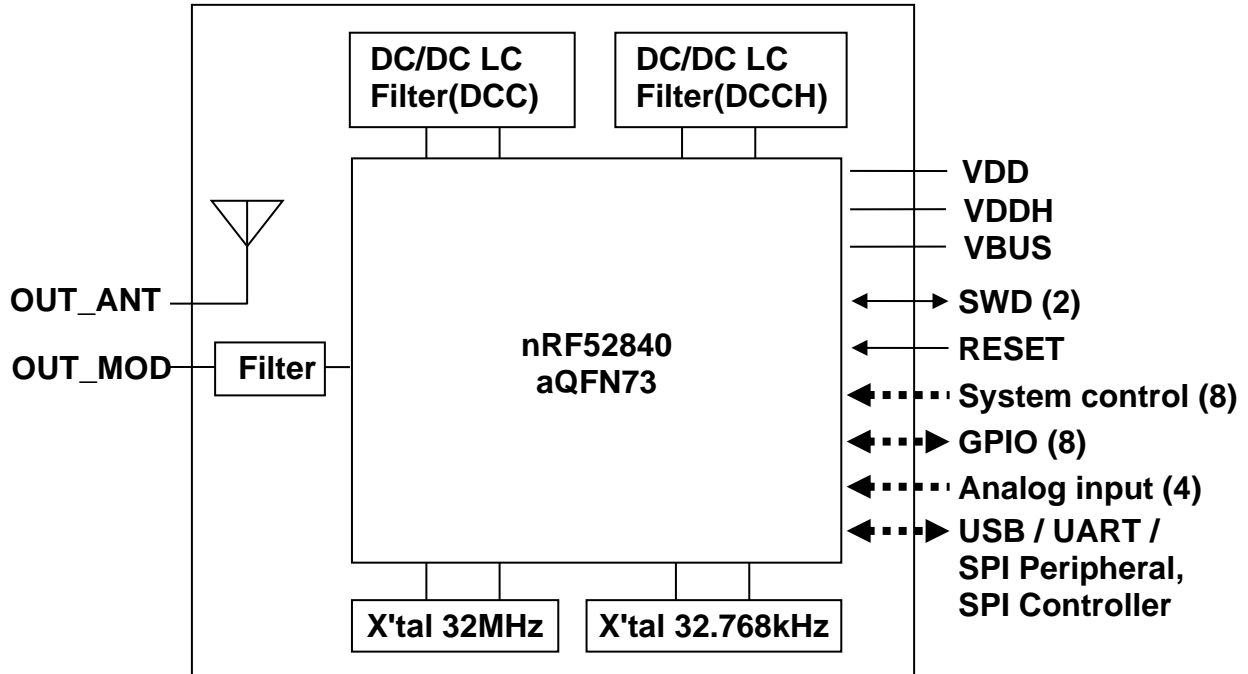 DC/DC LC
Filter(DCC)
DC/DC LC
Filter(DCCH)
VDD
VDDH
VBUS
OUT_ANT
SWD (2)
OUT_MOD
Filter
nRF52840
aQFN73
RESET
System control (8)
GPIO (8)
Analog input (4)
USB / UART /
SPI Peripheral,
SPI Controller
X'tal 32MHz
X'tal 32.768kHz